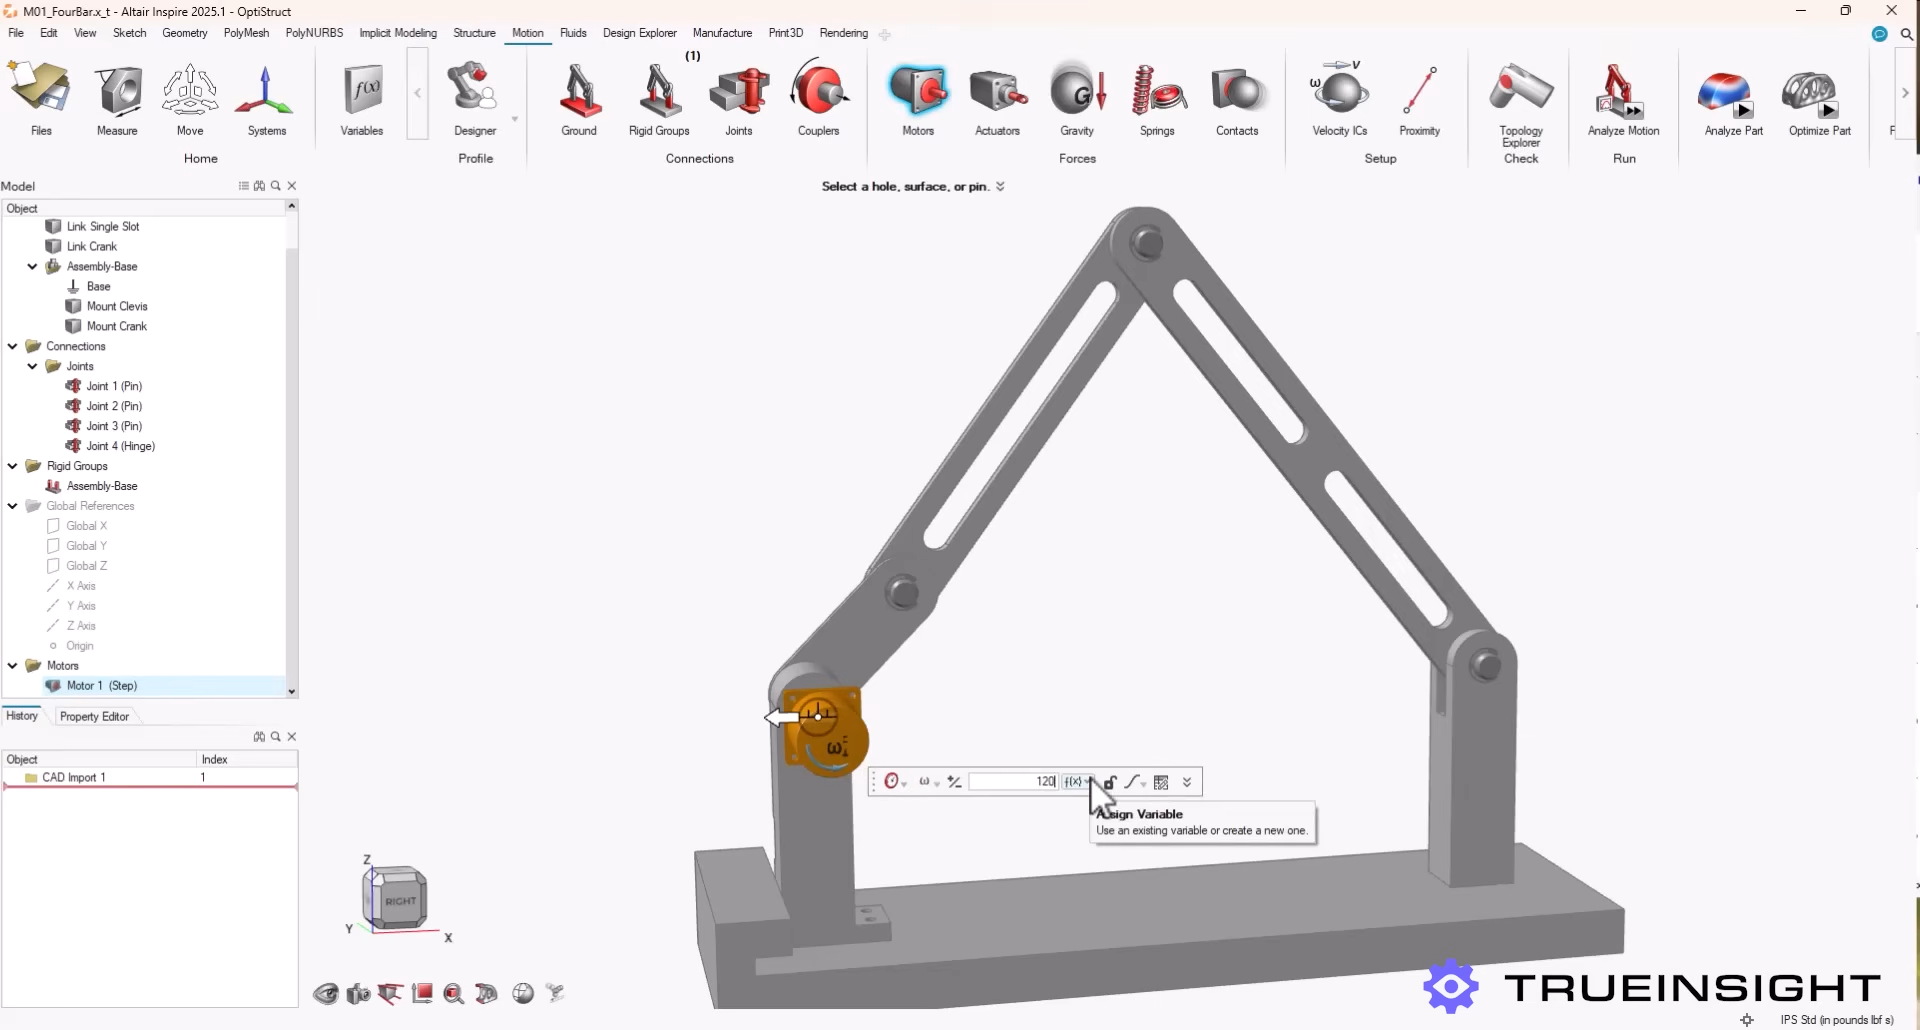 M01_FourBar.x_t - Altair Inspire 2025.1 - OptiStruct
File Edit View Sketch Geometry PolyMesh PolyNURBS Implicit Modeling Structure Motion Fluids Design Explorer Manufacture Print3D Rendering
(1)
f(x)
ω v
G
Files Measure Move Systems Variables Designer Ground Rigid Groups Joints Couplers Motors Actuators Gravity Springs Contacts Velocity ICs Proximity Topology Explorer Analyze Motion Analyze Part Optimize Part
Home Profile Connections Forces Setup Check Run
Model
Select a hole, surface, or pin.
Object
Link Single Slot
Link Crank
Assembly-Base
Base
Mount Clevis
Mount Crank
Connections
Joints
Joint 1 (Pin)
Joint 2 (Pin)
Joint 3 (Pin)
Joint 4 (Hinge)
Rigid Groups
Assembly-Base
Global References
Global X
Global Y
Global Z
X Axis
Y Axis
Z Axis
Origin
Motors
Motor 1 (Step)
History Property Editor
Object Index
CAD Import 1 1
ω
ω +/- 120 f(x)
Use an existing variable or create a new one.
Z
RIGHT
Y
X
TRUEINSIGHT
IPS Std (in pounds lbf s)